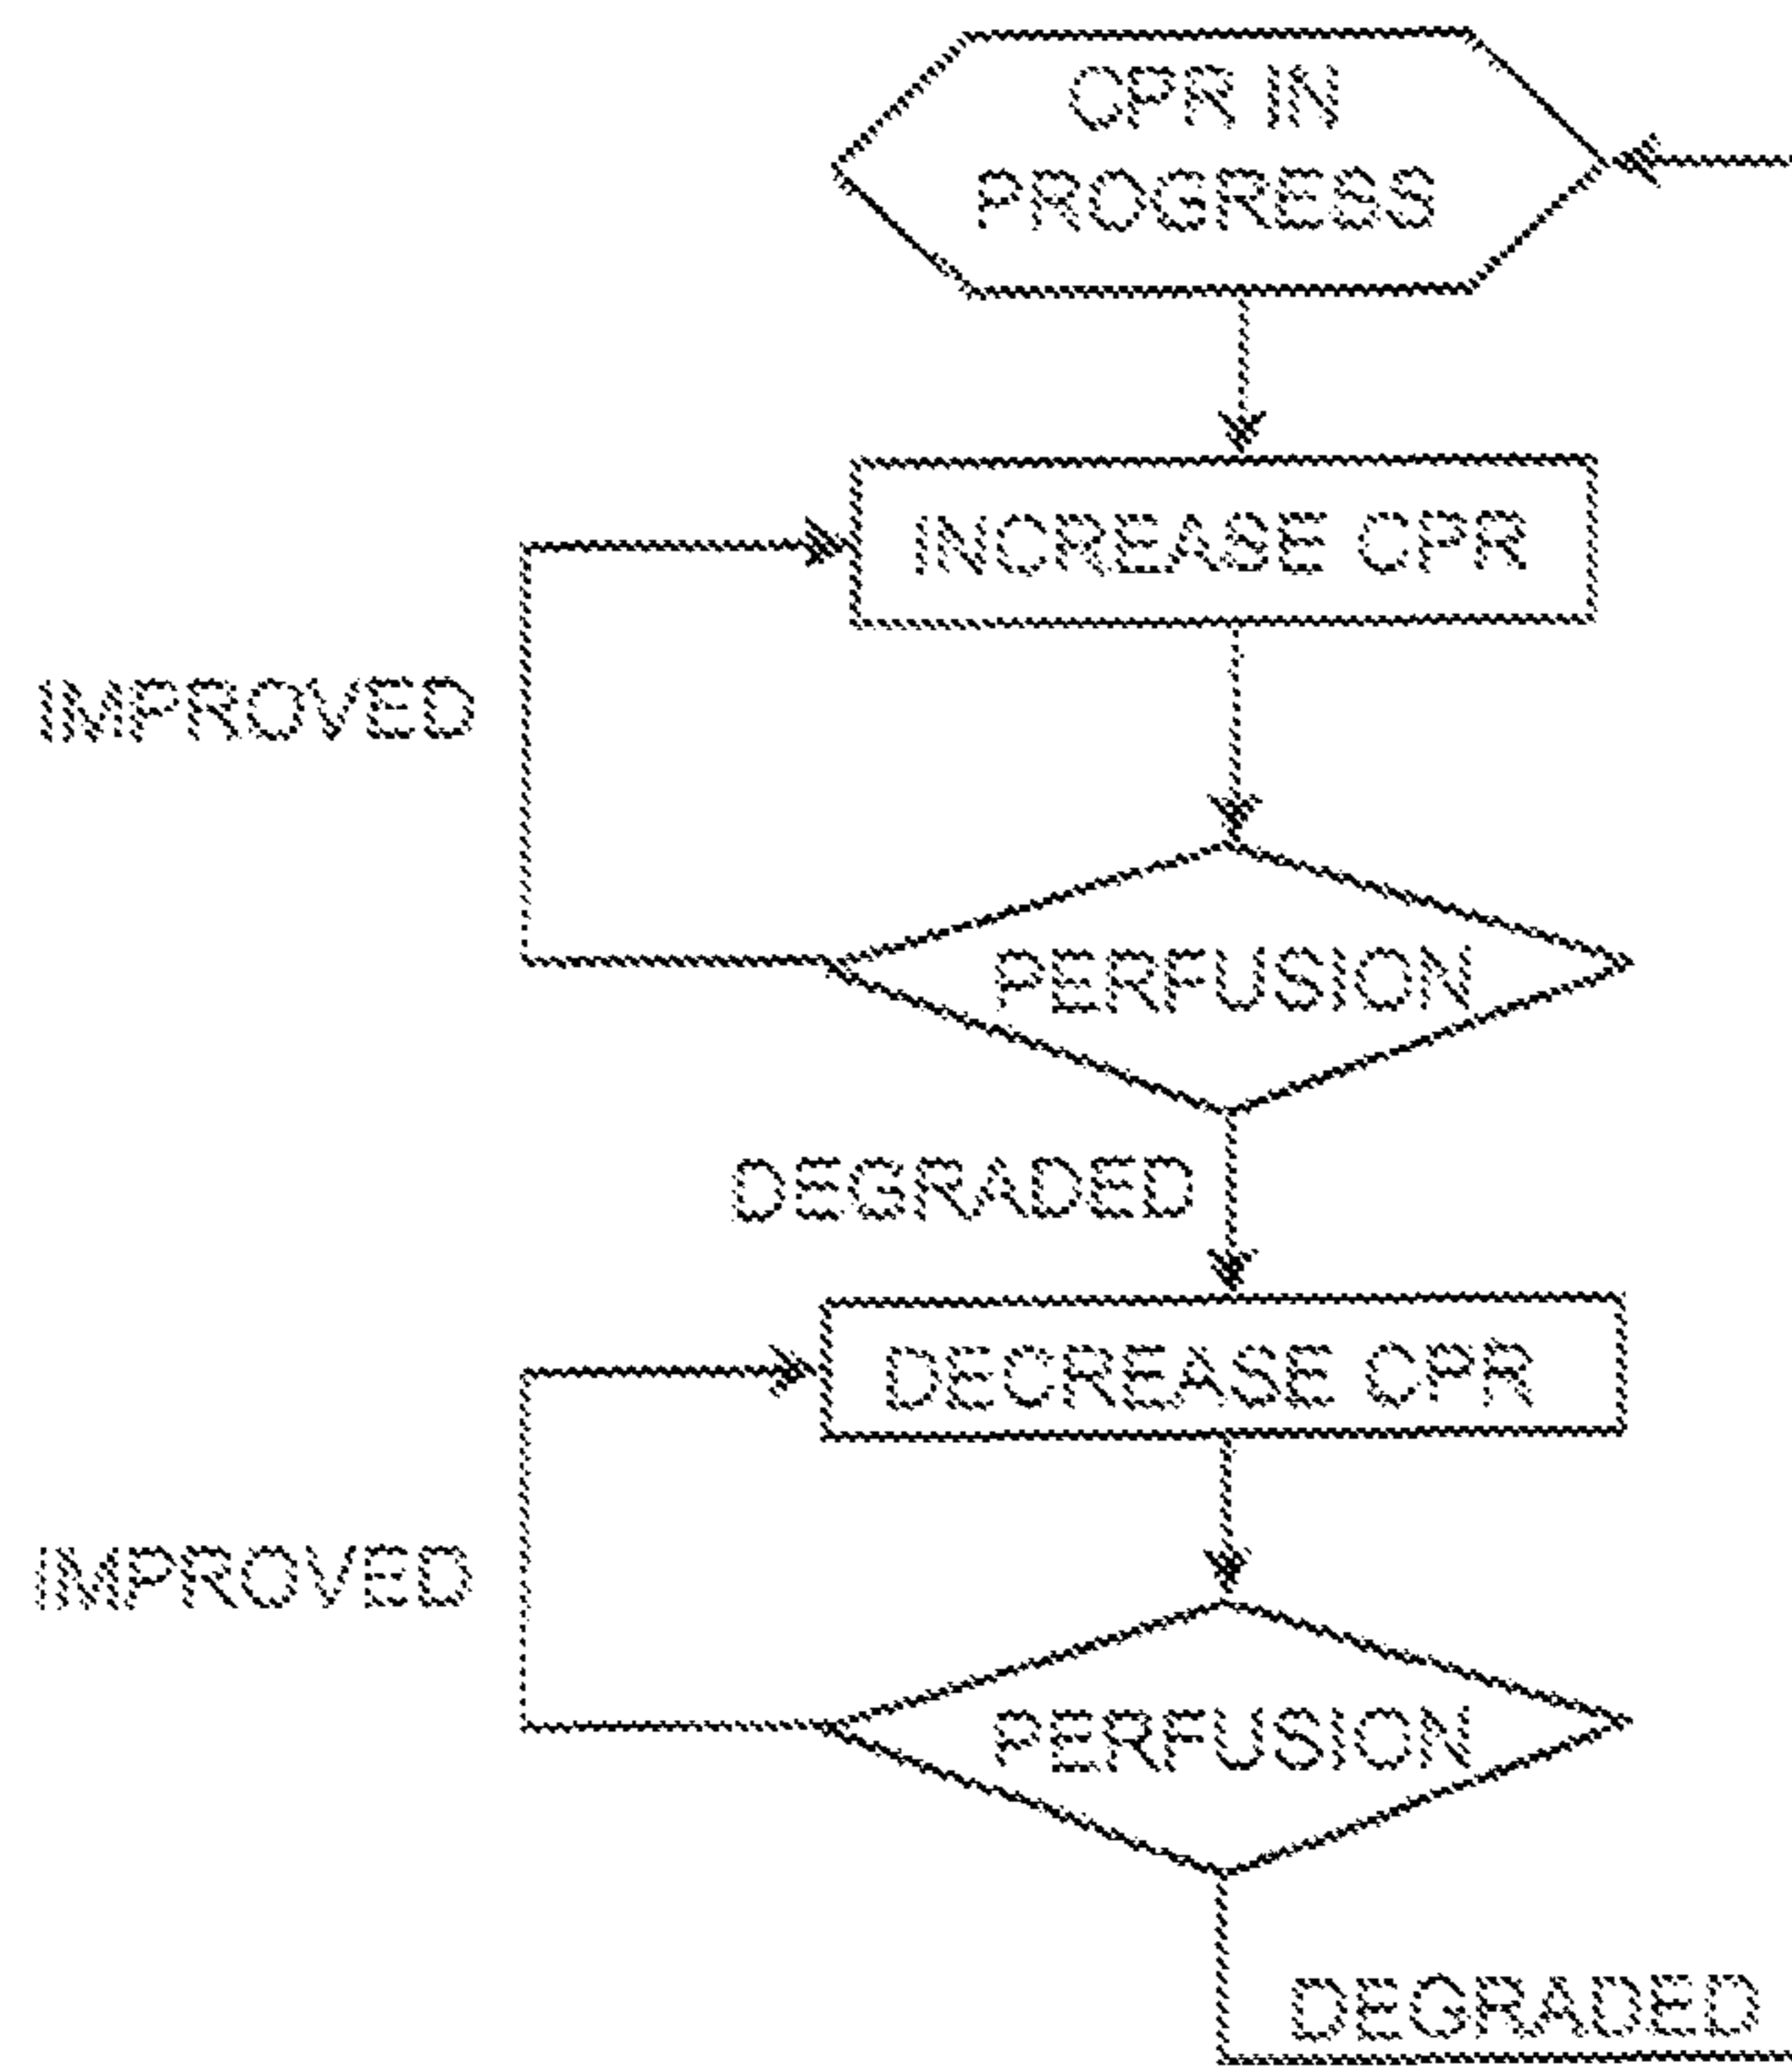 CPR IN
PROGRESS
INCREASE CPR
IMPROVED
PERFUSION
DEGRADED
DECREASE CPR
IMPROVED
PERFUSION
DEGRADED